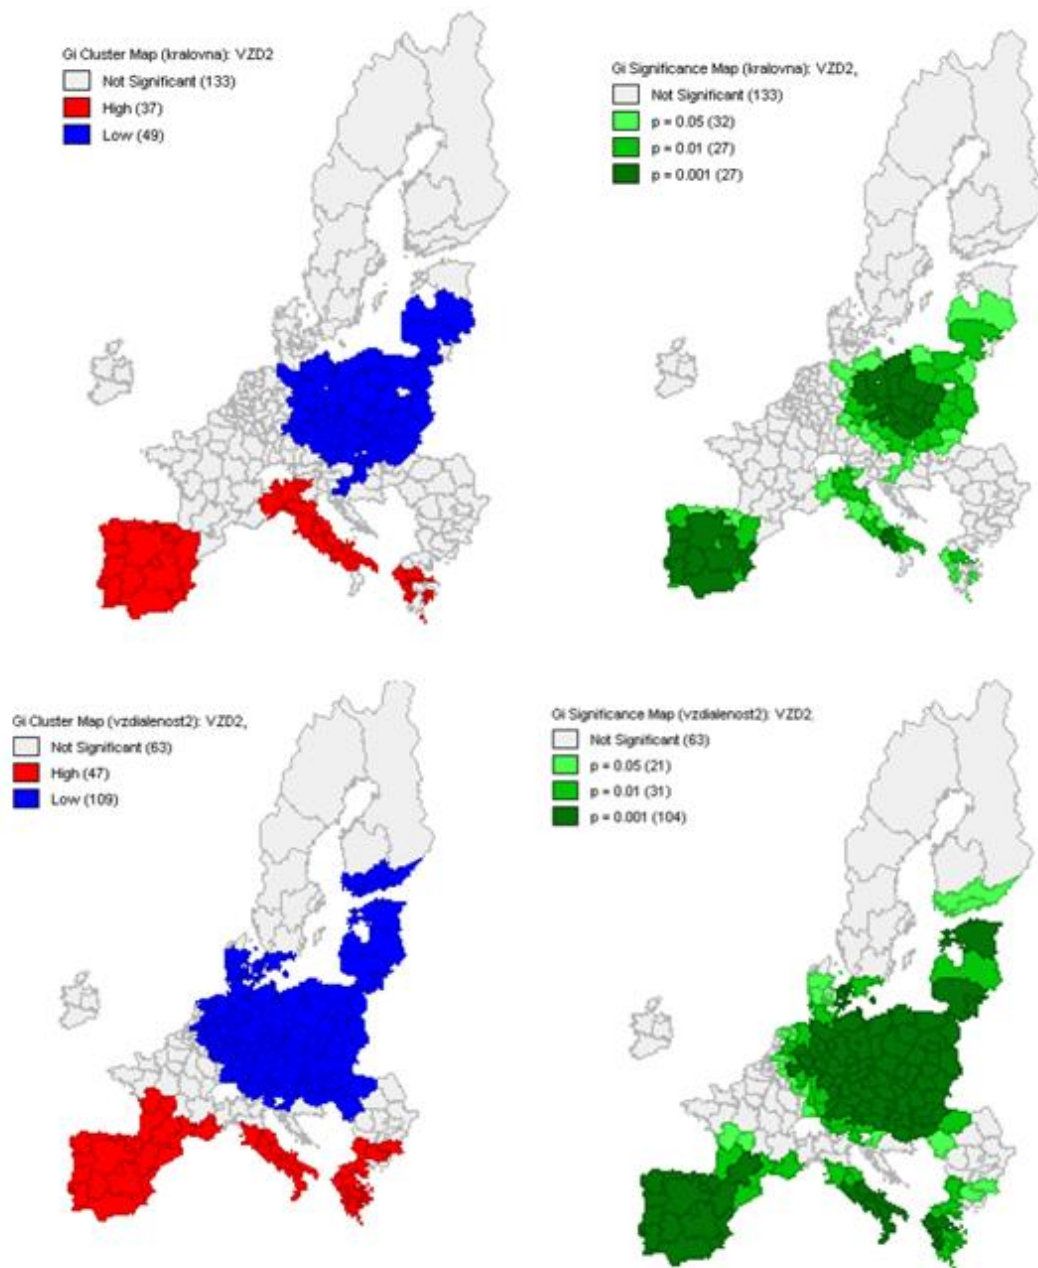 Gi Cluster Map (kralovna): VZD2
Not Significant (133)
High (37)
Low (49)
Gi Significance Map (kralovna): VZD2,
Not Significant (133)
p = 0.05 (32)
p = 0.01 (27)
p = 0.001 (27)
Gi Cluster Map (vzdialenost2): VZD2,
Not Significant (63)
High (47)
Low (109)
Gi Significance Map (vzdialenost2): VZD2
Not Significant (63)
p = 0.05 (21)
p = 0.01 (31)
p = 0.001 (104)